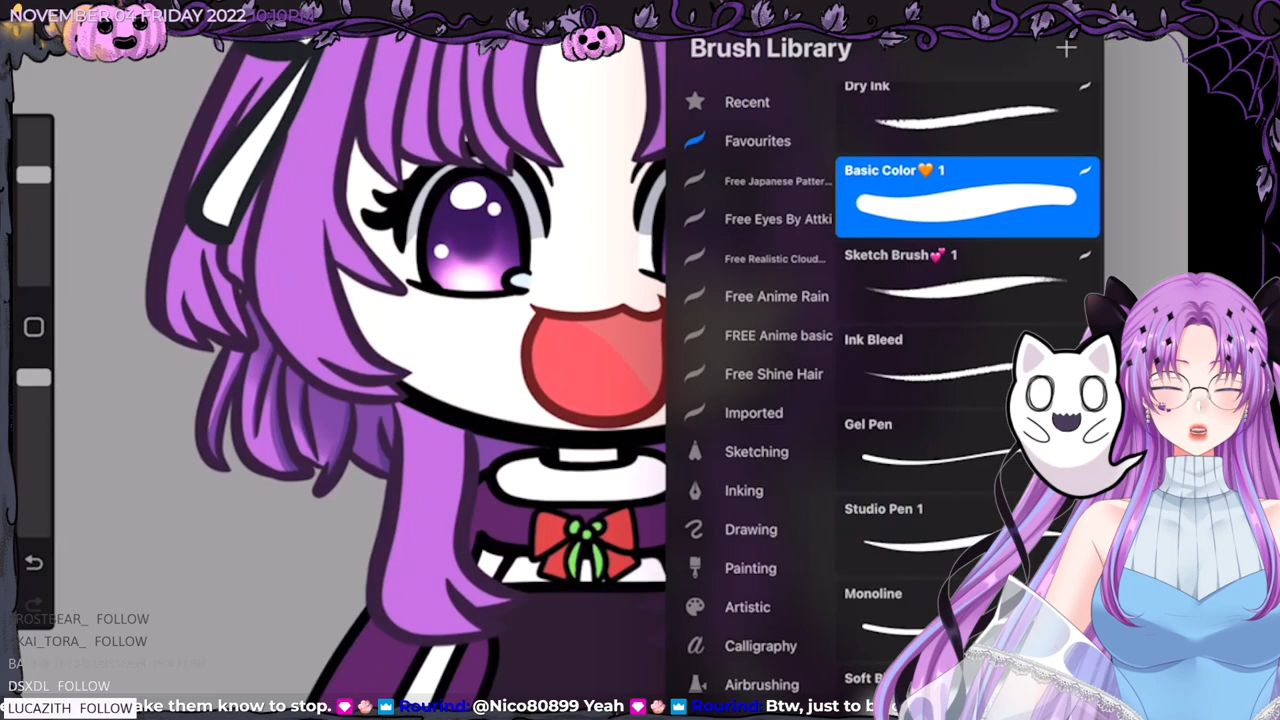 NOVEMBER 04 FRIDAY 2022 10:10PM
Brush Library
Recent
Favourites
Free Japanese Patter...
Free Eyes By Attki
Free Realistic Cloud...
Free Anime Rain
FREE Anime basic
Free Shine Hair
Imported
Sketching
Inking
Drawing
Painting
Artistic
Calligraphy
Airbrushing
Dry Ink
Basic Color🧡 1
Sketch Brush💕 1
Ink Bleed
Gel Pen
Studio Pen 1
Monoline
Soft B
ROSTBEAR_ FOLLOW
KAI_TORA_ FOLLOW
DSXDL FOLLOW
LUCAZITH FOLLOW
ake them know to stop. Rourind: @Nico80899 Yeah Rourind: Btw, just to b